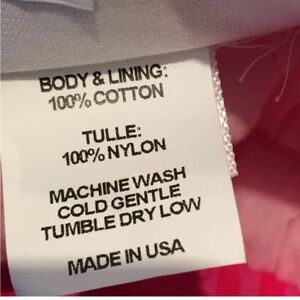 BODY & LINING:
100% COTTON
TULLE:
100% NYLON
MACHINE WASH
COLD GENTLE
TUMBLE DRY LOW
MADE IN USA